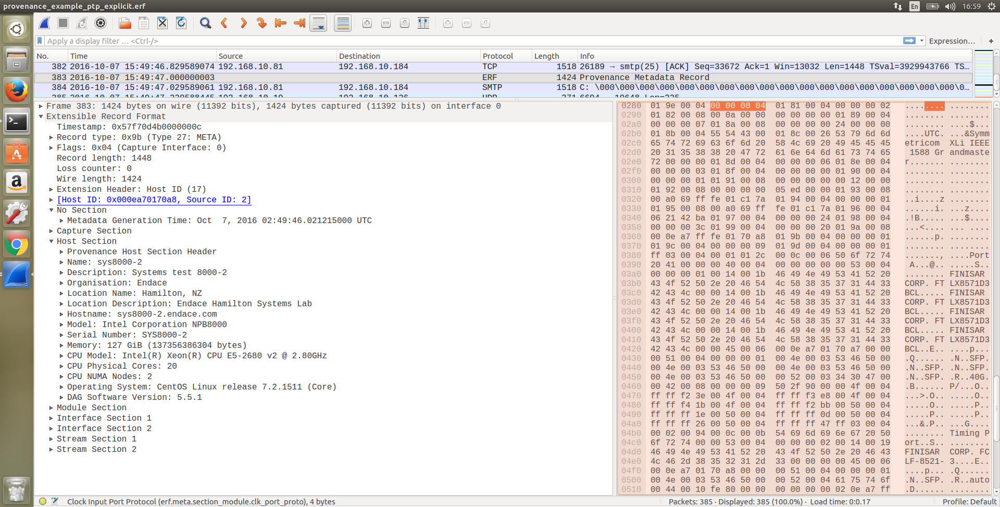 provenance_example_ptp_explicit.erf
En
16:59
Apply a display filter … <Ctrl-/>
Expression… +
No. Time Source Destination Protocol Length Info
382 2016-10-07 15:49:46.829589074 192.168.10.81 192.168.10.184 TCP 1518 26189 → smtp(25) [ACK] Seq=33672 Ack=1 Win=13032 Len=1448 TSval=3929943766 TS…
383 2016-10-07 15:49:47.000000003 ERF 1424 Provenance Metadata Record
384 2016-10-07 15:49:47.029589061 192.168.10.81 192.168.10.184 SMTP 1518 C: \000\000\000\000\000\000\000\000\000\000\000\000\000\000\000\000\000\000\0…
385 2016-10-07 15:49:47.229588445 192.168.10.19 192.168.10.126 UDP 271
Frame 383: 1424 bytes on wire (11392 bits), 1424 bytes captured (11392 bits) on interface 0
Extensible Record Format
Timestamp: 0x57f70d4b0000000c
Record type: 0x9b (Type 27: META)
Flags: 0x04 (Capture Interface: 0)
Record length: 1448
Loss counter: 0
Wire length: 1424
Extension Header: Host ID (17)
[Host ID: 0x000ea70170a8, Source ID: 2]
No Section
Metadata Generation Time: Oct  7, 2016 02:49:46.021215000 UTC
Capture Section
Host Section
Provenance Host Section Header
Name: sys8000-2
Description: Systems test 8000-2
Organisation: Endace
Location Name: Hamilton, NZ
Location Description: Endace Hamilton Systems Lab
Hostname: sys8000-2.endace.com
Model: Intel Corporation NPB8000
Serial Number: SYS8000-2
Memory: 127 GiB (137356386304 bytes)
CPU Model: Intel(R) Xeon(R) CPU E5-2680 v2 @ 2.80GHz
CPU Physical Cores: 20
CPU NUMA Nodes: 2
Operating System: CentOS Linux release 7.2.1511 (Core)
DAG Software Version: 5.5.1
Module Section
Interface Section 1
Interface Section 2
Stream Section 1
Stream Section 2
0280 01 9e 00 04 00 00 00 04 01 81 00 04 00 00 00 02 ........ ........
0290 01 82 00 08 00 0a 00 00 00 00 00 00 01 89 00 04 ........ ........
02a0 00 00 00 07 01 8a 00 08 00 00 00 00 24 00 00 00 ........ ....$...
02b0 01 8b 00 04 55 54 43 00 01 8c 00 26 53 79 6d 6d ....UTC. ...&Symm
02c0 65 74 72 69 63 6f 6d 20 58 4c 69 20 49 45 45 45 etricom XLi IEEE
02d0 20 31 35 38 38 20 47 72 61 6e 64 6d 61 73 74 65 1588 Gr andmaste
02e0 72 00 00 00 01 8d 00 04 00 00 00 06 01 8e 00 04 r....... ........
02f0 00 00 00 03 01 8f 00 04 00 00 00 00 01 90 00 04 ........ ........
0300 00 00 00 01 01 91 00 08 00 00 00 00 00 12 00 00 ........ ........
0310 01 92 00 08 00 00 00 00 05 ed 00 00 01 93 00 08 ........ ........
0320 00 a0 69 ff fe 01 c1 7a 01 94 00 04 00 00 00 01 ..i....z ........
0330 01 95 00 08 00 a0 69 ff fe 01 c1 7a 01 96 00 04 ......i. ...z....
0340 06 21 42 ba 01 97 00 04 00 00 00 24 01 98 00 04 .!B..... ...$....
0350 00 00 00 3c 01 99 00 04 00 00 00 20 01 9a 00 08 ...<.... ... ....
0360 00 0e a7 ff fe 01 70 a8 01 9b 00 04 00 00 00 01 ......p. ........
0370 01 9c 00 04 00 00 00 09 01 9d 00 04 00 00 00 01 ........ ........
0380 ff 03 00 04 00 01 01 2c 00 0c 00 06 50 6f 72 74 ......., ....Port
0390 20 41 00 00 00 40 00 04 00 00 00 00 00 53 00 04 A...@.. .....S..
03a0 00 00 00 01 00 14 00 1b 46 49 4e 49 53 41 52 20 ........ FINISAR
03b0 43 4f 52 50 2e 20 46 54 4c 58 38 35 37 31 44 33 CORP. FT LX8571D3
03c0 42 43 4c 00 00 14 00 1b 46 49 4e 49 53 41 52 20 BCL..... FINISAR
03d0 43 4f 52 50 2e 20 46 54 4c 58 38 35 37 31 44 33 CORP. FT LX8571D3
03e0 42 43 4c 00 00 14 00 1b 46 49 4e 49 53 41 52 20 BCL..... FINISAR
03f0 43 4f 52 50 2e 20 46 54 4c 58 38 35 37 31 44 33 CORP. FT LX8571D3
0400 42 43 4c 00 00 14 00 1b 46 49 4e 49 53 41 52 20 BCL..... FINISAR
0410 43 4f 52 50 2e 20 46 54 4c 58 38 35 37 31 44 33 CORP. FT LX8571D3
0420 42 43 4c 00 00 45 00 06 00 0e a7 01 70 a7 00 00 BCL..E.. ....p...
0430 00 51 00 04 00 00 00 01 00 4e 00 03 53 46 50 00 .Q...... .N..SFP.
0440 00 4e 00 03 53 46 50 00 00 4e 00 03 53 46 50 00 .N..SFP. .N..SFP.
0450 00 4e 00 03 53 46 50 00 00 52 00 03 34 30 47 00 .N..SFP. .R..40G.
0460 00 42 00 08 00 00 00 09 50 2f 90 00 00 4f 00 04 .B...... P/...O..
0470 ff ff f2 3e 00 4f 00 04 ff ff f3 e8 00 4f 00 04 ...>.O.. .....O..
0480 ff ff f4 1b 00 4f 00 04 ff ff f2 bb 00 50 00 04 .....O.. .....P..
0490 ff ff ff 1e 00 50 00 04 ff ff ff 0d 00 50 00 04 .....P.. .....P..
04a0 ff ff ff 26 00 50 00 04 ff ff ff 47 ff 03 00 04 ...&.P.. ...G....
04b0 00 02 00 94 00 0c 00 0b 54 69 6d 69 6e 67 20 50 ........ Timing P
04c0 6f 72 74 00 00 53 00 04 00 00 00 02 00 14 00 19 ort..S.. ........
04d0 46 49 4e 49 53 41 52 20 43 4f 52 50 2e 20 46 43 FINISAR CORP. FC
04e0 4c 46 2d 38 35 32 31 2d 33 00 00 00 00 45 00 06 LF-8521- 3....E..
04f0 00 0e a7 01 70 a8 00 00 00 51 00 04 00 00 00 01 ....p... .Q......
0500 00 4e 00 03 53 46 50 00 00 52 00 04 61 75 74 6f .N..SFP. .R..auto
0510 00 44 00 10 fe 80 00 00 00 00 00 00 02 0e a7 ff .D...... ........
Clock Input Port Protocol (erf.meta.section_module.clk_port_proto), 4 bytes
Packets: 385 · Displayed: 385 (100.0%) · Load time: 0:0.17
Profile: Default